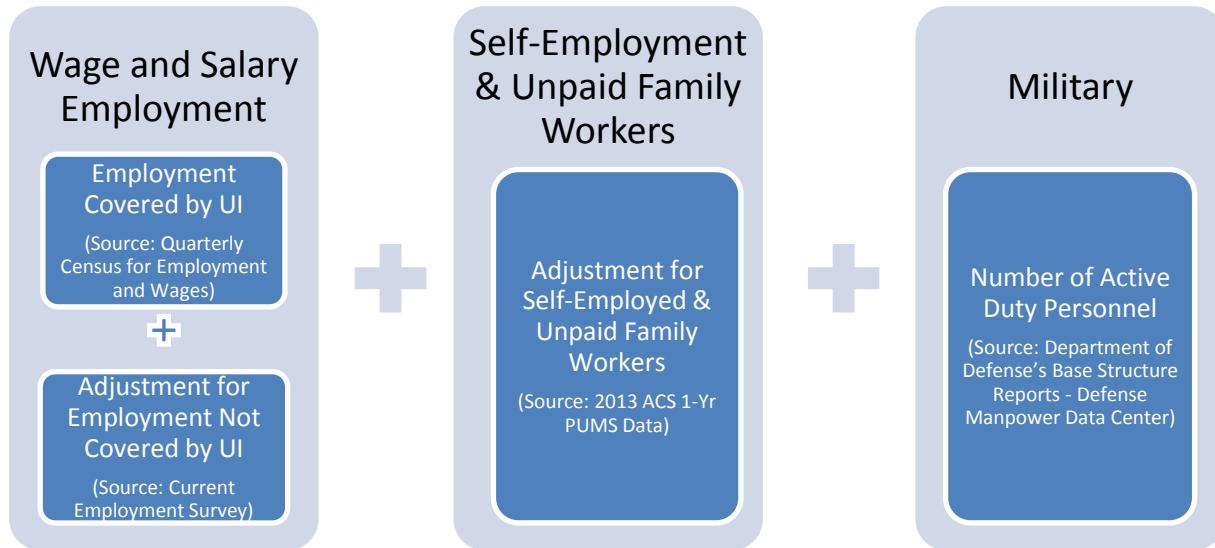 Wage and Salary
Employment
Employment
Covered by UI
(Source: Quarterly
Census for Employment
and Wages)
+
Adjustment for
Employment Not
Covered by UI
(Source: Current
Employment Survey)
Self-Employment
& Unpaid Family
Workers
Adjustment for
Self-Employed &
Unpaid Family
Workers
(Source: 2013 ACS 1-Yr
PUMS Data)
Military
Number of Active
Duty Personnel
(Source: Department of
Defense's Base Structure
Reports - Defense
Manpower Data Center)